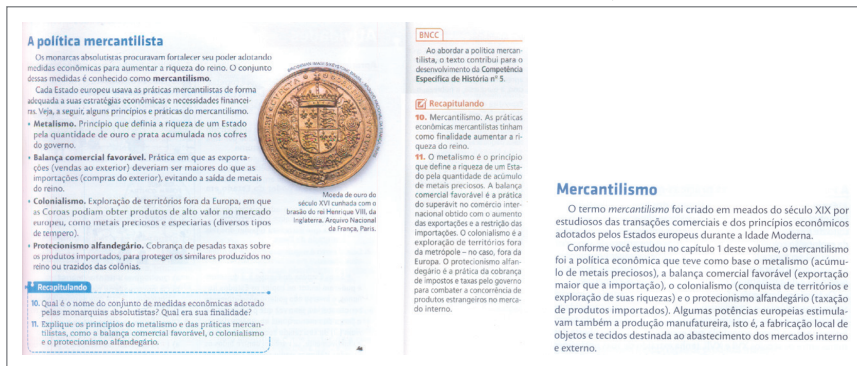 A política mercantilista
Os monarcas absolutistas procuravam fortalecer seu poder adotando
medidas econômicas para aumentar a riqueza do reino. O conjunto
dessas medidas é conhecido como mercantilismo.
Cada Estado europeu usava as práticas mercantilistas de forma
adequada a suas estratégias econômicas e necessidades financei-
ras. Veja, a seguir, alguns princípios e práticas do mercantilismo.
• Metalismo. Princípio que definia a riqueza de um Estado
pela quantidade de ouro e prata acumulada nos cofres
do governo.
• Balança comercial favorável. Prática em que as exporta-
ções (vendas ao exterior) deveriam ser maiores do que as
importações (compras do exterior), evitando a saída de metais
do reino.
• Colonialismo. Exploração de territórios fora da Europa, em que
as Coroas podiam obter produtos de alto valor no mercado
europeu, como metais preciosos e especiarias (diversos tipos
de tempero).
• Protecionismo alfandegário. Cobrança de pesadas taxas sobre
os produtos importados, para proteger os similares produzidos no
reino ou trazidos das colônias.
Moeda de ouro do
século XVI cunhada com o
brasão do rei Henrique VIII, da
Inglaterra. Arquivo Nacional
da França, Paris.
Recapitulando
10. Qual é o nome do conjunto de medidas econômicas adotado
pelas monarquias absolutistas? Qual era sua finalidade?
11. Explique os princípios do metalismo e das práticas mercan-
tilistas, como a balança comercial favorável, o colonialismo
e o protecionismo alfandegário.
BNCC
Ao abordar a política mercan-
tilista, o texto contribui para o
desenvolvimento da Competência
Específica de História nº 5.
Recapitulando
10. Mercantilismo. As práticas
econômicas mercantilistas tinham
como finalidade aumentar a ri-
queza do reino.
11. O metalismo é o princípio
que define a riqueza de um Esta-
do pela quantidade de acúmulo
de metais preciosos. A balança
comercial favorável é a prática
do superávit no comércio inter-
nacional obtido com o aumento
das exportações e a restrição das
importações. O colonialismo é a
exploração de territórios fora
da metrópole – no caso, fora da
Europa. O protecionismo alfan-
degário é a prática da cobrança
de impostos e taxas pelo governo
para combater a concorrência de
produtos estrangeiros no merca-
do interno.
Mercantilismo
O termo mercantilismo foi criado em meados do século XIX por
estudiosos das transações comerciais e dos princípios econômicos
adotados pelos Estados europeus durante a Idade Moderna.
Conforme você estudou no capítulo 1 deste volume, o mercantilismo
foi a política econômica que teve como base o metalismo (acúmu-
lo de metais preciosos), a balança comercial favorável (exportação
maior que a importação), o colonialismo (conquista de territórios e
exploração de suas riquezas) e o protecionismo alfandegário (taxação
de produtos importados). Algumas potências europeias estimula-
vam também a produção manufatureira, isto é, a fabricação local de
objetos e tecidos destinada ao abastecimento dos mercados interno
e externo.